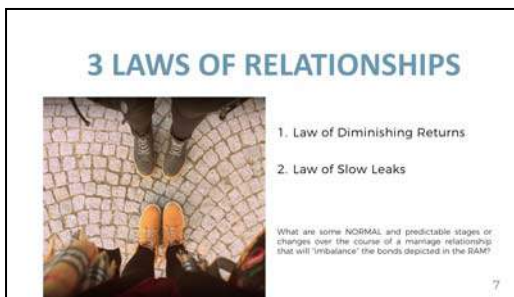 3 LAWS OF RELATIONSHIPS
1. Law of Diminishing Returns
2. Law of Slow Leaks
What are some NORMAL and predictable stages or
changes over the course of a marriage relationship
that will "imbalance" the bonds depicted in the RAM?
7